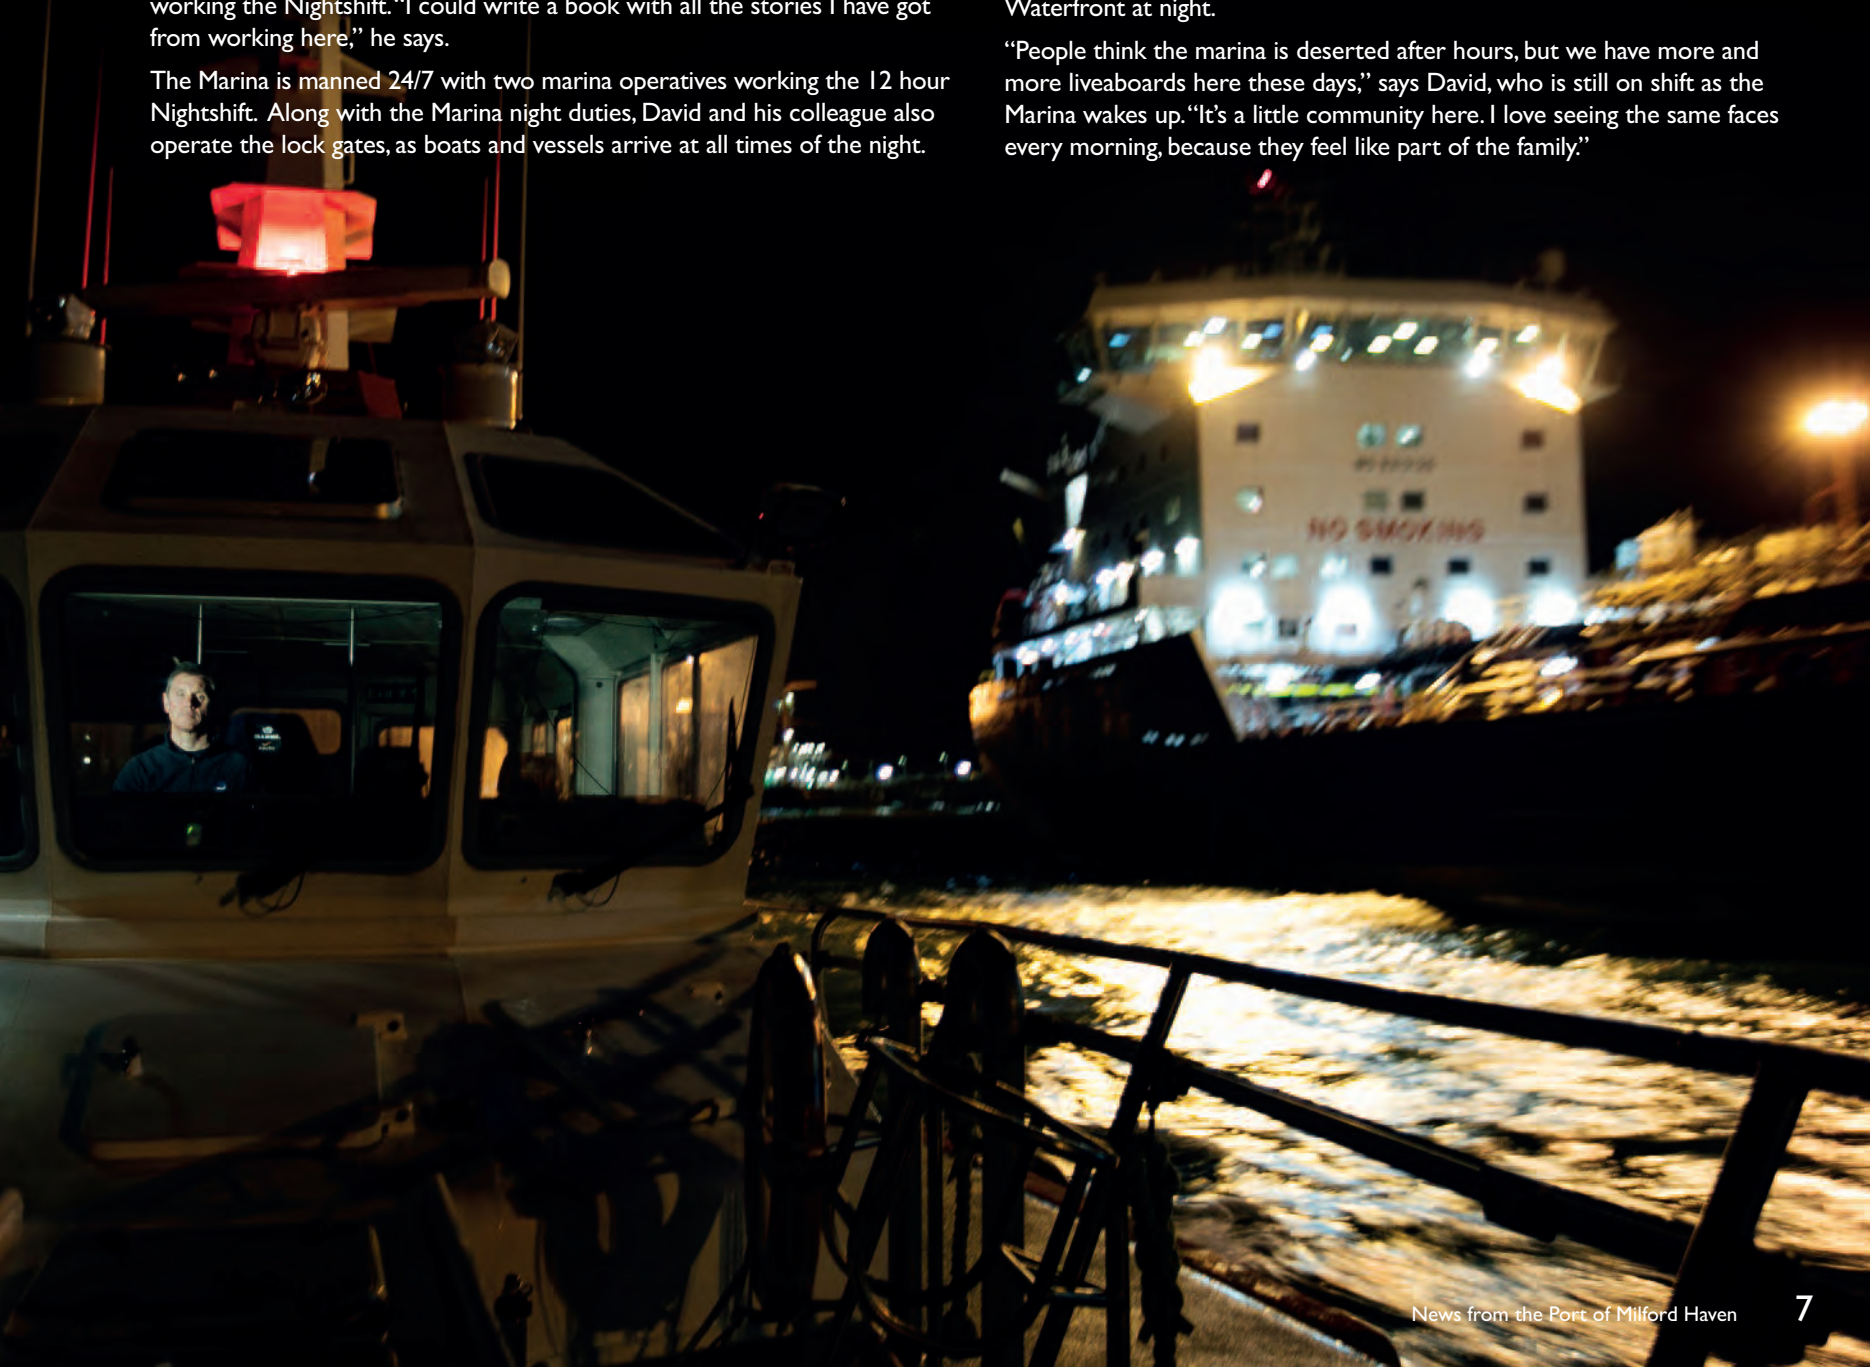 working the Nightshift. “I could write a book with all the stories I have got
from working here,” he says.
The Marina is manned 24/7 with two marina operatives working the 12 hour
Nightshift. Along with the Marina night duties, David and his colleague also
operate the lock gates, as boats and vessels arrive at all times of the night.
Waterfront at night.
“People think the marina is deserted after hours, but we have more and
more liveaboards here these days,” says David, who is still on shift as the
Marina wakes up. “It’s a little community here. I love seeing the same faces
every morning, because they feel like part of the family.”
NO SMOKING
News from the Port of Milford Haven 7